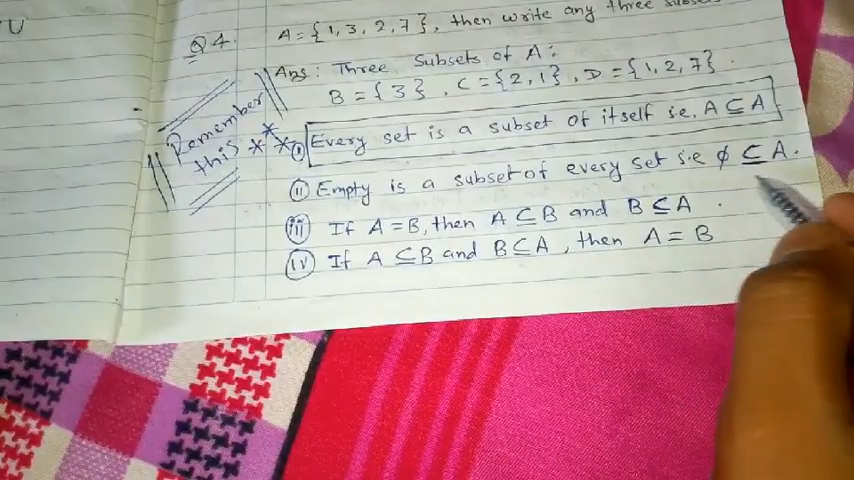 U
Q 4. A = {1, 3, 2, 7}, then write any three subsets
Ans: Three Subsets of A:
B = {3}, C = {2, 1}, D = {1, 2, 7}.
Remember this ***
(i) Every set is a subset of itself i.e. A ⊆ A
(ii) Empty is a subset of every set i.e ϕ ⊆ A.
(iii) If A = B, then A ⊆ B and B ⊆ A .
(iv) If A ⊆ B and B ⊆ A, then A = B